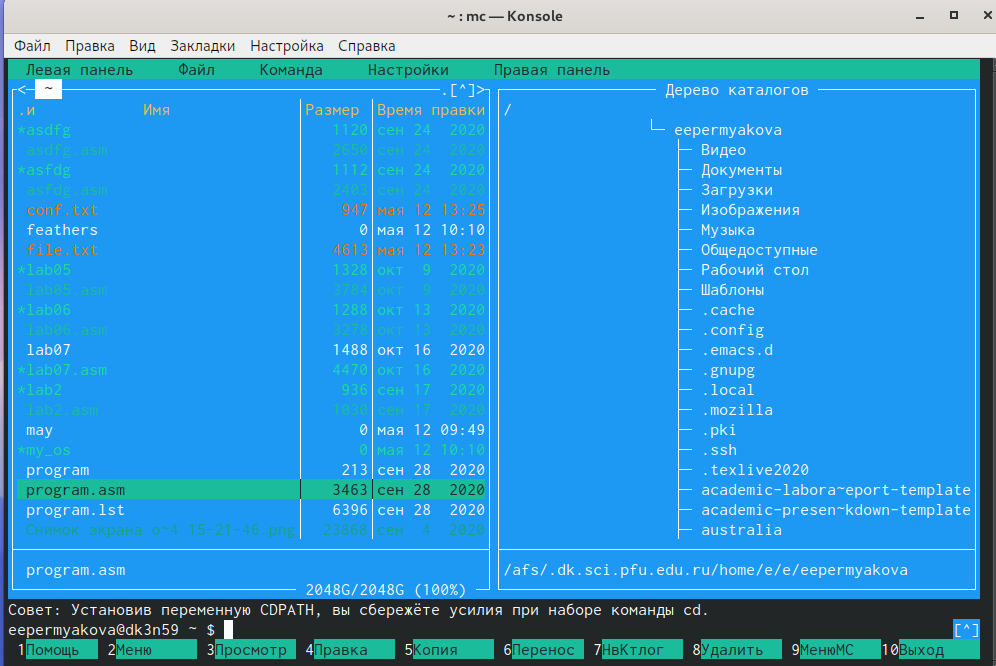 ~ : mc — Konsole
Файл Правка Вид Закладки Настройка Справка
Левая панель Файл Команда Настройки Правая панель
<─ ~ .[^]>
.и Имя Размер Время правки
*asdfg 1120 сен 24 2020
asdfg.asm 2650 сен 24 2020
*asfdg 1112 сен 24 2020
asfdg.asm 2403 сен 24 2020
conf.txt 947 мая 12 13:25
feathers 0 мая 12 10:10
file.txt 4613 мая 12 13:23
*lab05 1328 окт 9 2020
lab05.asm 3784 окт 9 2020
*lab06 1288 окт 13 2020
lab06.asm 3278 окт 13 2020
lab07 1488 окт 16 2020
*lab07.asm 4470 окт 16 2020
*lab2 936 сен 17 2020
lab2.asm 1030 сен 17 2020
may 0 мая 12 09:49
*my_os 0 мая 12 10:10
program 213 сен 28 2020
program.asm 3463 сен 28 2020
program.lst 6396 сен 28 2020
Снимок экрана о~4 15-21-46.png 23868 сен 4 2020
program.asm
2048G/2048G (100%)
Дерево каталогов
/
eepermyakova
Видео
Документы
Загрузки
Изображения
Музыка
Общедоступные
Рабочий стол
Шаблоны
.cache
.config
.emacs.d
.gnupg
.local
.mozilla
.pki
.ssh
.texlive2020
academic-labora~eport-template
academic-presen~kdown-template
australia
/afs/.dk.sci.pfu.edu.ru/home/e/e/eepermyakova
Совет: Установив переменную CDPATH, вы сбережёте усилия при наборе команды cd.
eepermyakova@dk3n59 ~ $ [^]
1Помощь 2Меню 3Просмотр 4Правка 5Копия 6Перенос 7НвКтлог 8Удалить 9МенюMC 10Выход